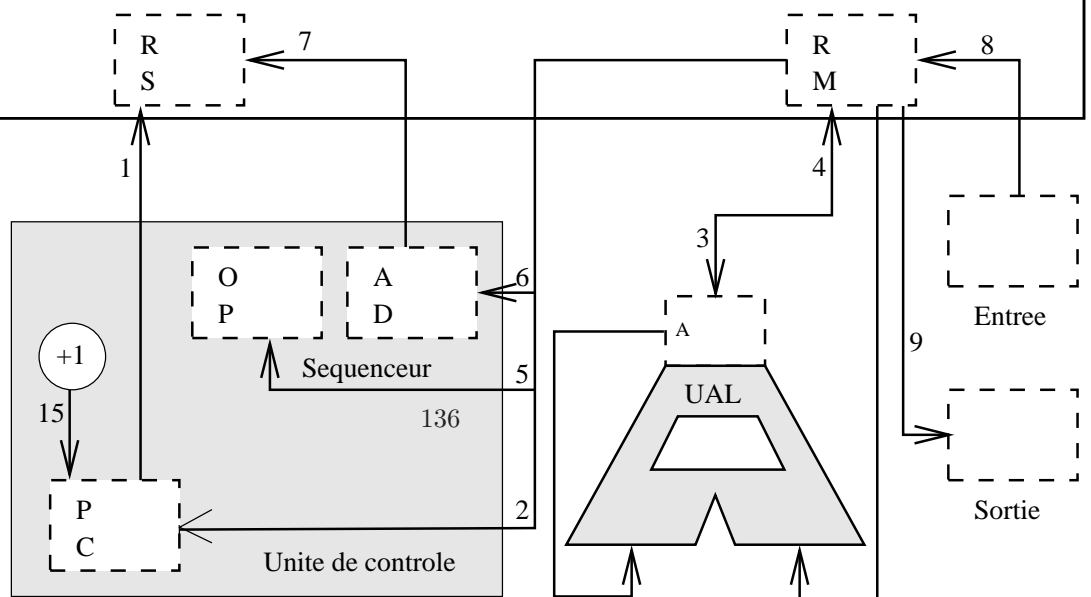 R
S
7
R
M
8
1
4
3
O
P
A
D
6
Entree
+1
A
9
Sequenceur
5
UAL
15
136
P
C
2
Sortie
Unite de controle